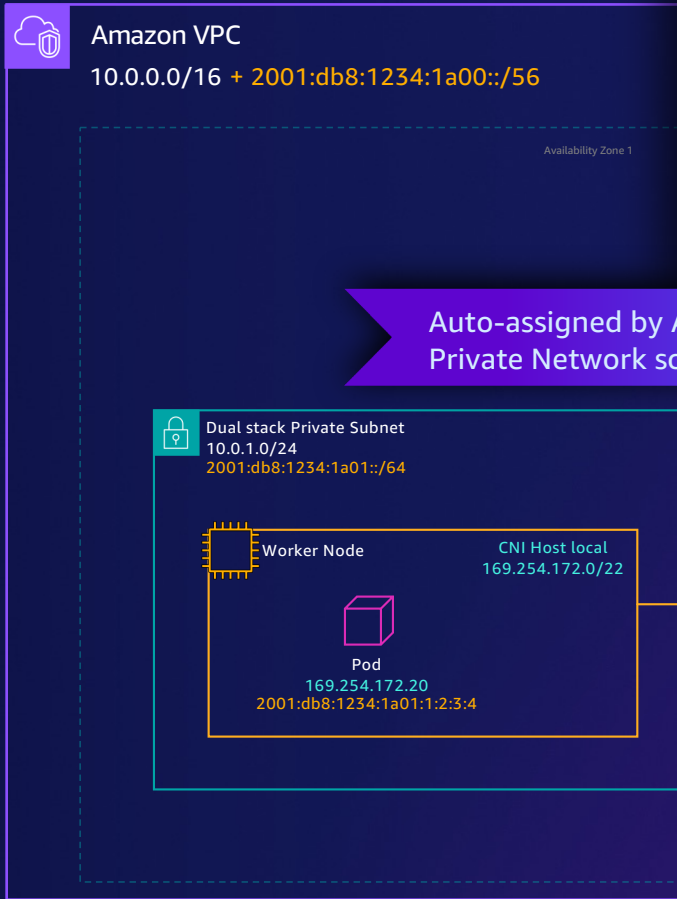 Amazon VPC
10.0.0.0/16 + 2001:db8:1234:1a00::/56
Availability Zone 1
Auto-assigned by
Private Network
Dual stack Private Subnet
10.0.1.0/24
2001:db8:1234:1a01::/64
Worker Node
CNI Host local
169.254.172.0/22
Pod
169.254.172.20
2001:db8:1234:1a01:1:2:3:4